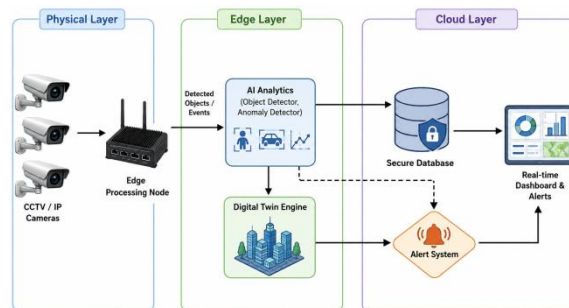 Physical Layer
Edge Layer
Cloud Layer
CCTV / IP
Cameras
Edge
Processing Node
Detected
Objects /
Events
AI Analytics
(Object Detector,
Anomaly Detector)
Digital Twin Engine
Secure Database
Alert System
Real-time
Dashboard &
Alerts